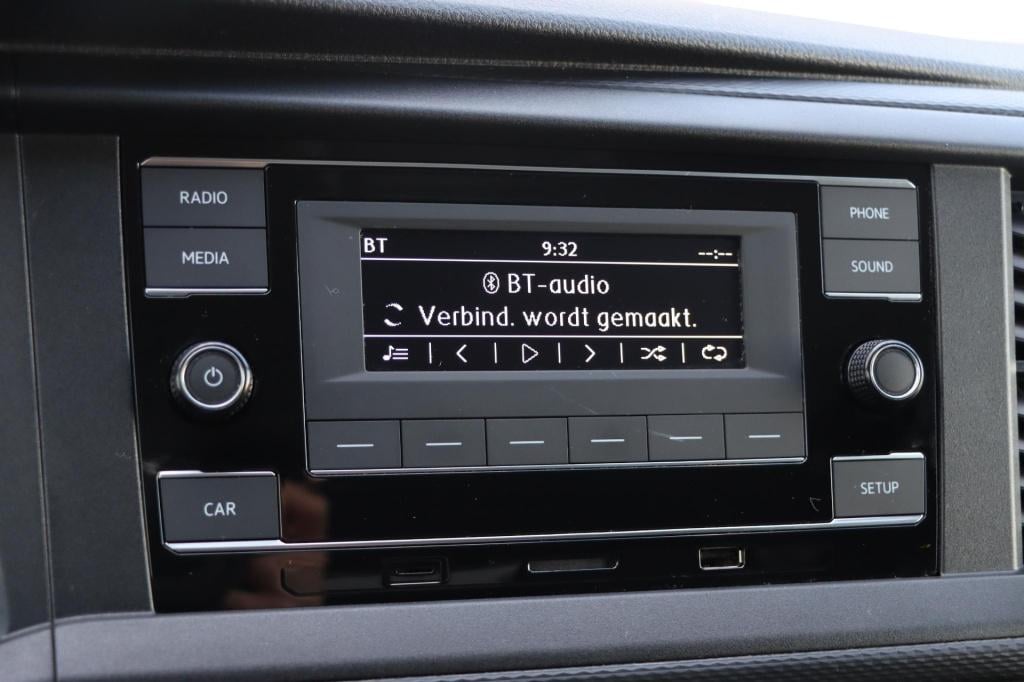 RADIO
MEDIA
PHONE
SOUND
BT 9:32 --:--
BT-audio
Verbind. wordt gemaakt.
CAR
SETUP